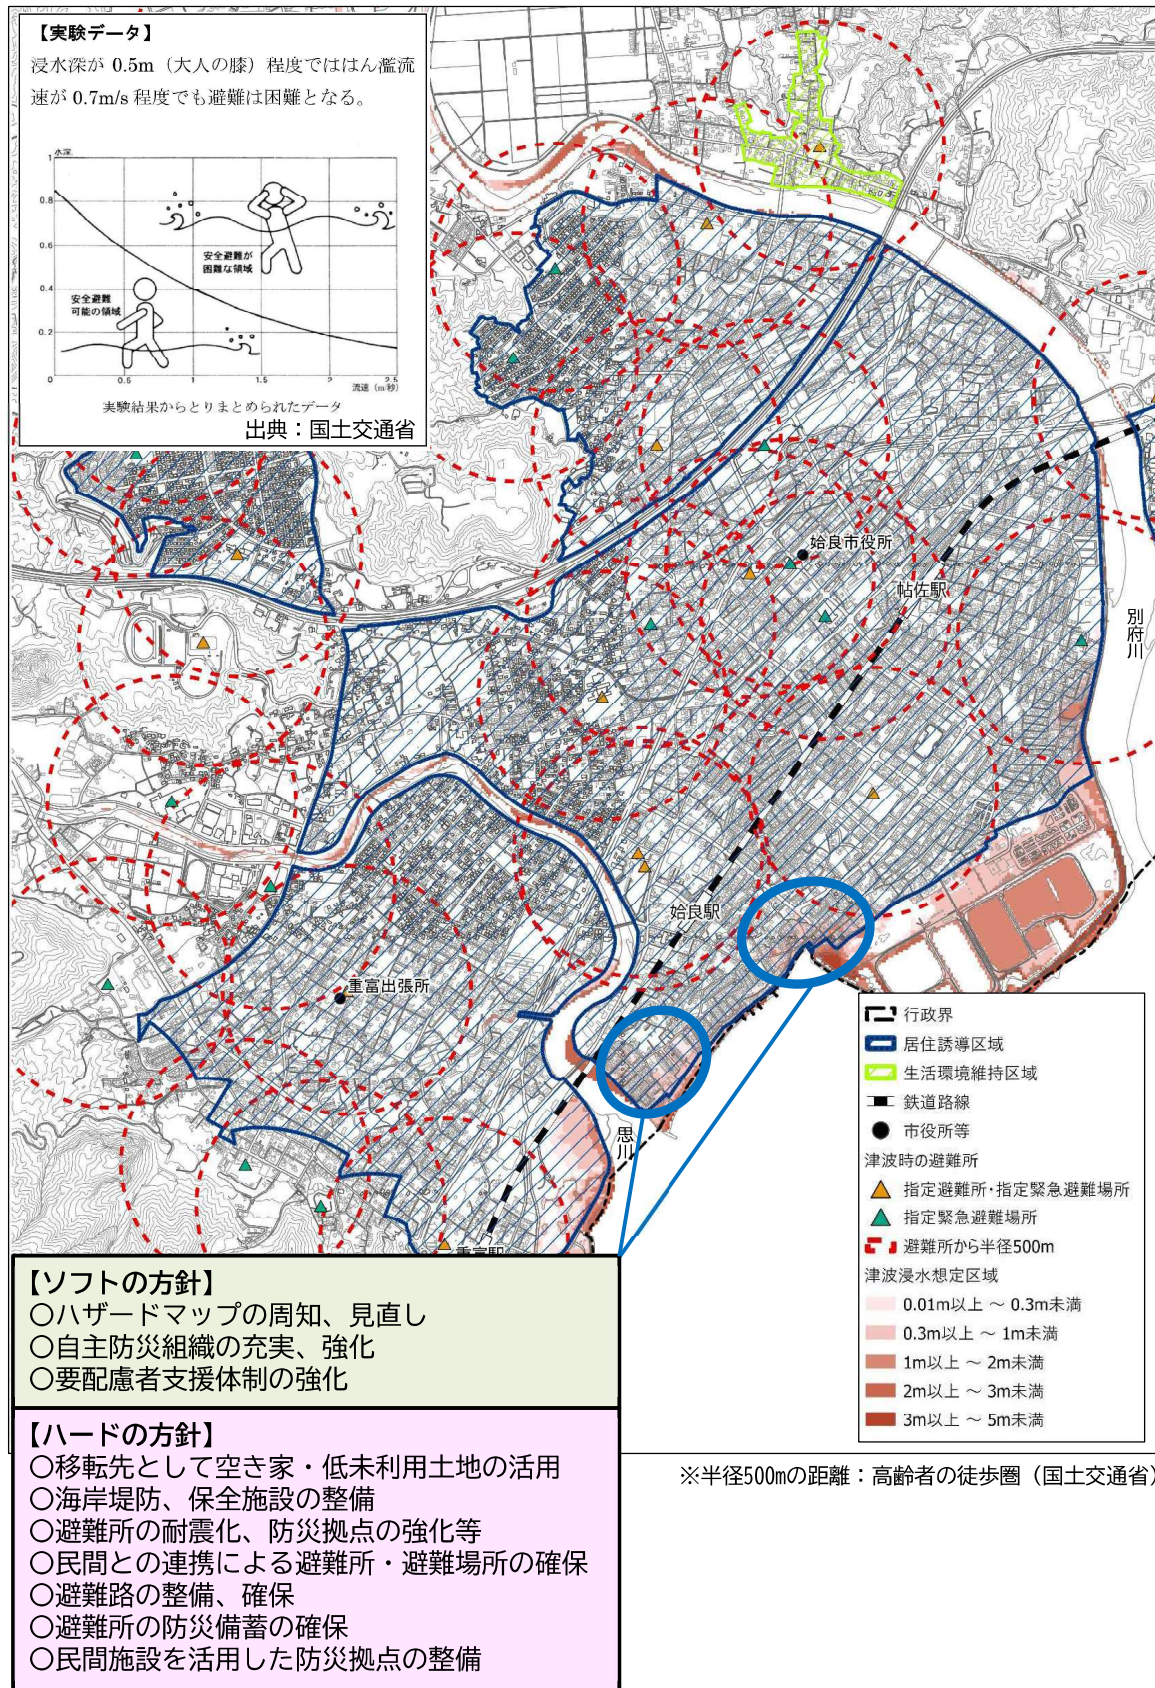 【実験データ】
浸水深が 0.5m（大人の膝）程度でははん濫流
速が 0.7m/s 程度でも避難は困難となる。
水深
1
0.8
0.6
0.4
0.2
安全避難が
困難な領域
安全避難
可能の領域
0.5
1
1.5
2
2.5
流速（m/秒）
実験結果からとりまとめられたデータ
出典：国土交通省
姶良市役所
帖佐駅
別府川
姶良駅
重富出張所
思川
重富駅
行政界
居住誘導区域
生活環境維持区域
鉄道路線
市役所等
津波時の避難所
指定避難所・指定緊急避難場所
指定緊急避難場所
避難所から半径500m
津波浸水想定区域
0.01m以上 ～ 0.3m未満
0.3m以上 ～ 1m未満
1m以上 ～ 2m未満
2m以上 ～ 3m未満
3m以上 ～ 5m未満
【ソフトの方針】
○ハザードマップの周知、見直し
○自主防災組織の充実、強化
○要配慮者支援体制の強化
【ハードの方針】
○移転先として空き家・低未利用土地の活用
○海岸堤防、保全施設の整備
○避難所の耐震化、防災拠点の強化等
○民間との連携による避難所・避難場所の確保
○避難路の整備、確保
○避難所の防災備蓄の確保
○民間施設を活用した防災拠点の整備
※半径500mの距離：高齢者の徒歩圏（国土交通省）